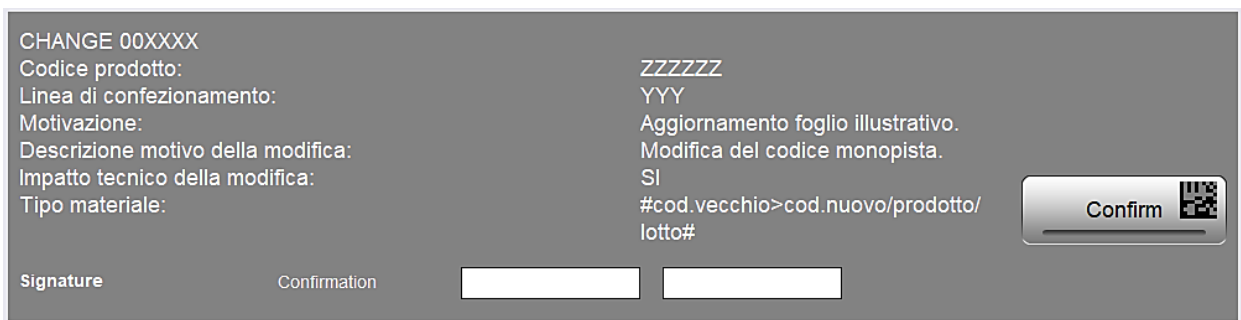 CHANGE 00XXXX
Codice prodotto: ZZZZZZ
Linea di confezionamento: YYY
Motivazione: Aggiornamento foglio illustrativo.
Descrizione motivo della modifica: Modifica del codice monopista.
Impatto tecnico della modifica: SI
Tipo materiale: #cod.vecchio>cod.nuovo/prodotto/
lotto#
Confirm
Signature Confirmation